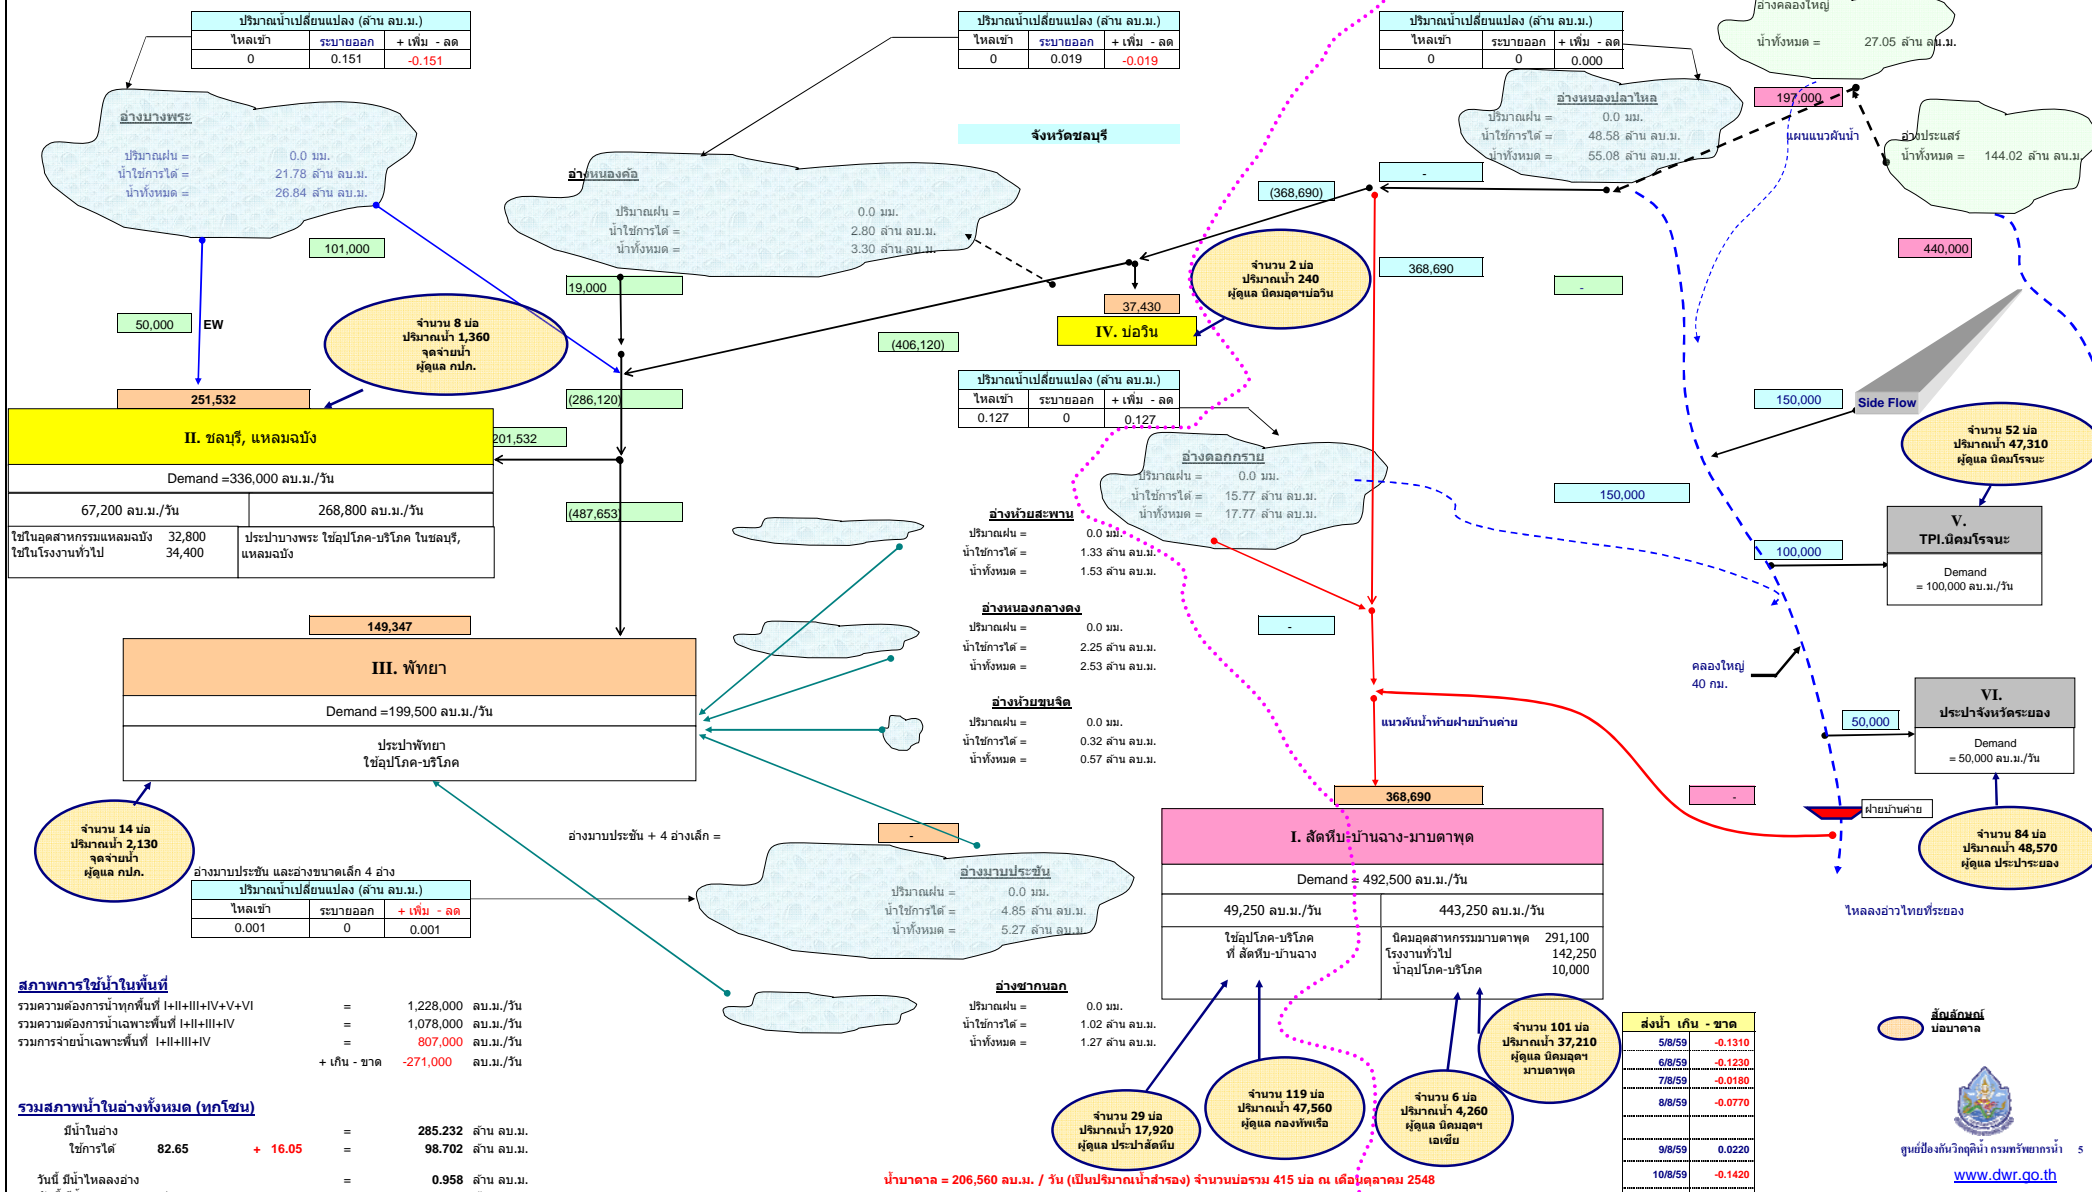 ปริมาณน้ำเปลี่ยนแปลง (ล้าน ลบ.ม.)
ไหลเข้า ระบายออก + เพิ่ม - ลด
0 0.151 -0.151
ปริมาณน้ำเปลี่ยนแปลง (ล้าน ลบ.ม.)
ไหลเข้า ระบายออก + เพิ่ม - ลด
0 0.019 -0.019
ปริมาณน้ำเปลี่ยนแปลง (ล้าน ลบ.ม.)
ไหลเข้า ระบายออก + เพิ่ม - ลด
0 0 0.000
อ่างคลองใหญ่
น้ำทั้งหมด = 27.05 ล้าน ลบ.ม.
อ่างบางพระ
ปริมาณฝน = 0.0 มม.
น้ำใช้การได้ = 21.78 ล้าน ลบ.ม.
น้ำทั้งหมด = 26.84 ล้าน ลบ.ม.
จังหวัดชลบุรี
อ่างหนองปลาไหล
ปริมาณฝน = 0.0 มม.
น้ำใช้การได้ = 48.58 ล้าน ลบ.ม.
น้ำทั้งหมด = 55.08 ล้าน ลบ.ม.
197,000
แผนแนวผันน้ำ
อ่างประแสร์
น้ำทั้งหมด = 144.02 ล้าน ลบ.ม.
440,000
อ่างหนองค้อ
ปริมาณฝน = 0.0 มม.
น้ำใช้การได้ = 2.80 ล้าน ลบ.ม.
น้ำทั้งหมด = 3.30 ล้าน ลบ.ม.
-
(368,690)
368,690
-
101,000
19,000
50,000 EW
จำนวน 8 บ่อ
ปริมาณน้ำ 1,360
จุดจ่ายน้ำ
ผู้ดูแล กปภ.
จำนวน 2 บ่อ
ปริมาณน้ำ 240
ผู้ดูแล นิคมอุตฯบ่อวิน
37,430
IV. บ่อวิน
(406,120)
(286,120)
201,532
(487,653)
251,532
II. ชลบุรี, แหลมฉบัง
Demand =336,000 ลบ.ม./วัน
67,200 ลบ.ม./วัน 268,800 ลบ.ม./วัน
ใช้ในอุตสาหกรรมแหลมฉบัง 32,800
ใช้ในโรงงานทั่วไป 34,400
ประปาบางพระ ใช้อุปโภค-บริโภค ในชลบุรี,
แหลมฉบัง
ปริมาณน้ำเปลี่ยนแปลง (ล้าน ลบ.ม.)
ไหลเข้า ระบายออก + เพิ่ม - ลด
0.127 0 0.127
อ่างดอกกราย
ปริมาณฝน = 0.0 มม.
น้ำใช้การได้ = 15.77 ล้าน ลบ.ม.
น้ำทั้งหมด = 17.77 ล้าน ลบ.ม.
150,000
Side Flow
150,000
จำนวน 52 บ่อ
ปริมาณน้ำ 47,310
ผู้ดูแล นิคมโรจนะ
V.
TPI.นิคมโรจนะ
Demand
= 100,000 ลบ.ม./วัน
100,000
อ่างห้วยสะพาน
ปริมาณฝน = 0.0 มม.
น้ำใช้การได้ = 1.33 ล้าน ลบ.ม.
น้ำทั้งหมด = 1.53 ล้าน ลบ.ม.
อ่างหนองกลางดง
ปริมาณฝน = 0.0 มม.
น้ำใช้การได้ = 2.25 ล้าน ลบ.ม.
น้ำทั้งหมด = 2.53 ล้าน ลบ.ม.
อ่างห้วยขุนจิต
ปริมาณฝน = 0.0 มม.
น้ำใช้การได้ = 0.32 ล้าน ลบ.ม.
น้ำทั้งหมด = 0.57 ล้าน ลบ.ม.
149,347
III. พัทยา
Demand =199,500 ลบ.ม./วัน
ประปาพัทยา
ใช้อุปโภค-บริโภค
-
คลองใหญ่
40 กม.
แนวผันน้ำท้ายฝายบ้านค่าย
50,000
VI.
ประปาจังหวัดระยอง
Demand
= 50,000 ลบ.ม./วัน
-
ฝายบ้านค่าย
จำนวน 84 บ่อ
ปริมาณน้ำ 48,570
ผู้ดูแล ประปาระยอง
ไหลลงอ่าวไทยที่ระยอง
จำนวน 14 บ่อ
ปริมาณน้ำ 2,130
จุดจ่ายน้ำ
ผู้ดูแล กปภ.
อ่างมาบประชัน + 4 อ่างเล็ก = -
อ่างมาบประชัน และอ่างขนาดเล็ก 4 อ่าง
ปริมาณน้ำเปลี่ยนแปลง (ล้าน ลบ.ม.)
ไหลเข้า ระบายออก + เพิ่ม - ลด
0.001 0 0.001
อ่างมาบประชัน
ปริมาณฝน = 0.0 มม.
น้ำใช้การได้ = 4.85 ล้าน ลบ.ม.
น้ำทั้งหมด = 5.27 ล้าน ลบ.ม.
อ่างซากนอก
ปริมาณฝน = 0.0 มม.
น้ำใช้การได้ = 1.02 ล้าน ลบ.ม.
น้ำทั้งหมด = 1.27 ล้าน ลบ.ม.
368,690
I. สัตหีบ-บ้านฉาง-มาบตาพุด
Demand = 492,500 ลบ.ม./วัน
49,250 ลบ.ม./วัน 443,250 ลบ.ม./วัน
ใช้อุปโภค-บริโภค
ที่ สัตหีบ-บ้านฉาง
นิคมอุตสาหกรรมมาบตาพุด 291,100
โรงงานทั่วไป 142,250
น้ำอุปโภค-บริโภค 10,000
จำนวน 29 บ่อ
ปริมาณน้ำ 17,920
ผู้ดูแล ประปาสัตหีบ
จำนวน 119 บ่อ
ปริมาณน้ำ 47,560
ผู้ดูแล กองทัพเรือ
จำนวน 6 บ่อ
ปริมาณน้ำ 4,260
ผู้ดูแล นิคมอุตฯ
เอเซีย
จำนวน 101 บ่อ
ปริมาณน้ำ 37,210
ผู้ดูแล นิคมอุตฯ
มาบตาพุด
ส่งน้ำ เกิน - ขาด
5/8/59 -0.1310
6/8/59 -0.1230
7/8/59 -0.0180
8/8/59 -0.0770
9/8/59 0.0220
10/8/59 -0.1420
สัญลักษณ์
บ่อบาดาล
สภาพการใช้น้ำในพื้นที่
รวมความต้องการน้ำทุกพื้นที่ I+II+III+IV+V+VI = 1,228,000 ลบ.ม./วัน
รวมความต้องการน้ำเฉพาะพื้นที่ I+II+III+IV = 1,078,000 ลบ.ม./วัน
รวมการจ่ายน้ำเฉพาะพื้นที่ I+II+III+IV = 807,000 ลบ.ม./วัน
+ เกิน - ขาด -271,000 ลบ.ม./วัน
รวมสภาพน้ำในอ่างทั้งหมด (ทุกโซน)
มีน้ำในอ่าง = 285.232 ล้าน ลบ.ม.
ใช้การได้ 82.65 + 16.05 = 98.702 ล้าน ลบ.ม.
วันนี้ มีน้ำไหลลงอ่าง = 0.958 ล้าน ลบ.ม.
น้ำบาดาล = 206,560 ลบ.ม. / วัน (เป็นปริมาณน้ำสำรอง) จำนวนบ่อรวม 415 บ่อ ณ เดือนตุลาคม 2548
ศูนย์ป้องกันวิกฤติน้ำ กรมทรัพยากรน้ำ 5
www.dwr.go.th